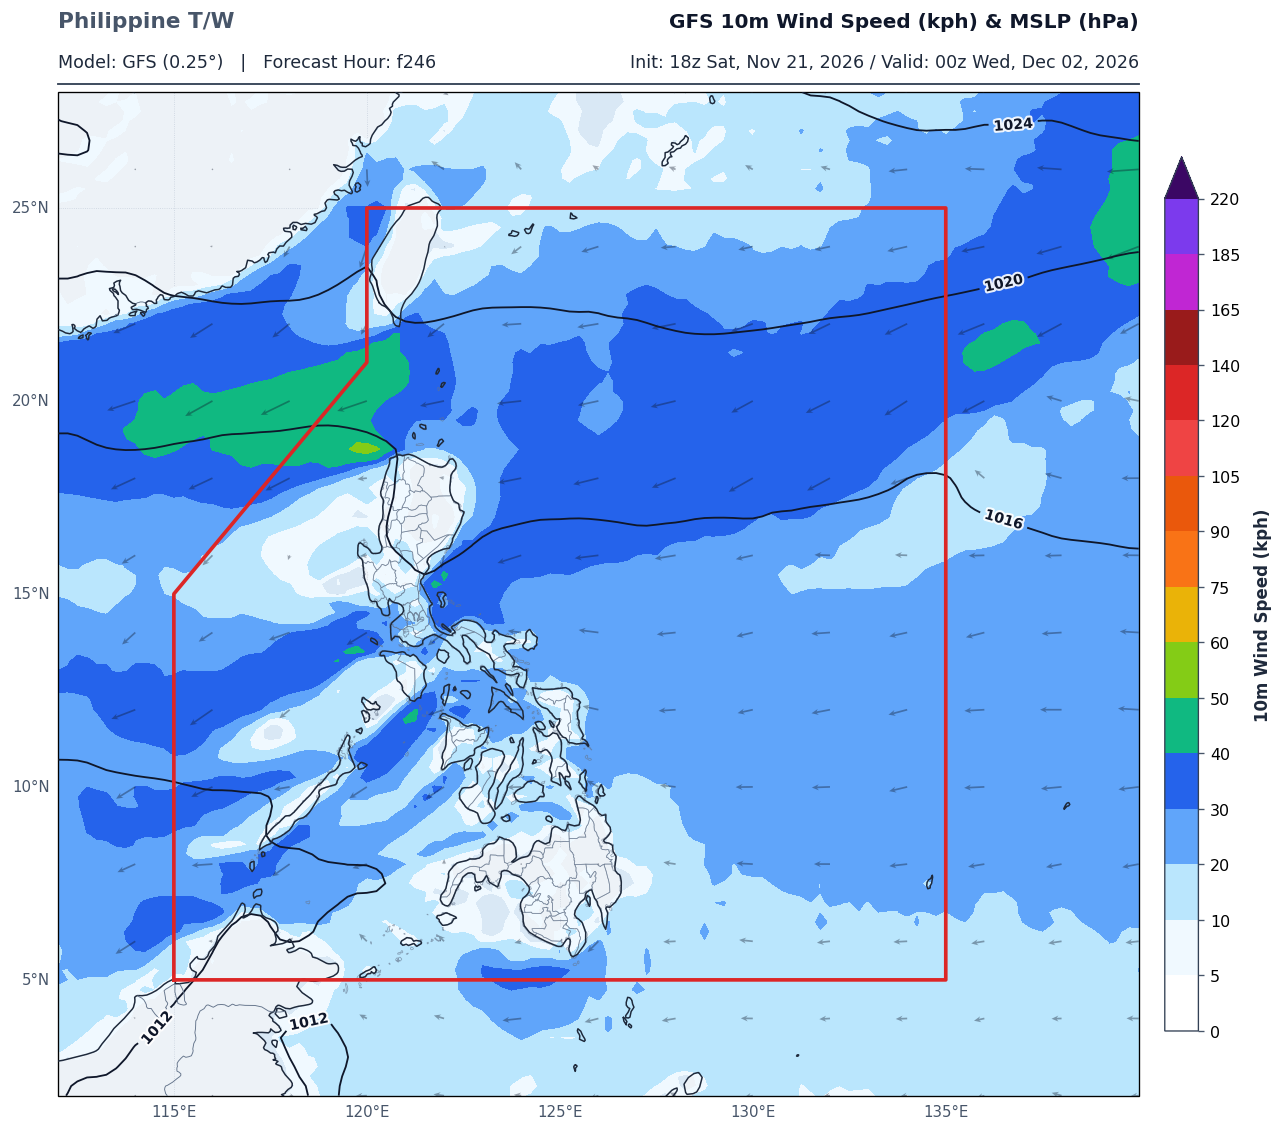 Philippine T/W
GFS 10m Wind Speed (kph) & MSLP (hPa)
Model: GFS (0.25°) | Forecast Hour: f246
Init: 18z Sat, Nov 21, 2026 / Valid: 00z Wed, Dec 02, 2026
1024
1020
1016
1012
1012
25°N
20°N
15°N
10°N
5°N
115°E
120°E
125°E
130°E
135°E
220
185
165
140
120
105
90
75
60
50
40
30
20
10
5
0
10m Wind Speed (kph)